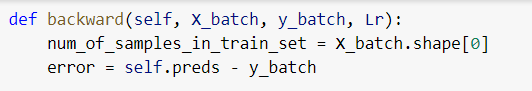 def backward(self, X_batch, y_batch, Lr):
    num_of_samples_in_train_set = X_batch.shape[0]
    error = self.preds - y_batch